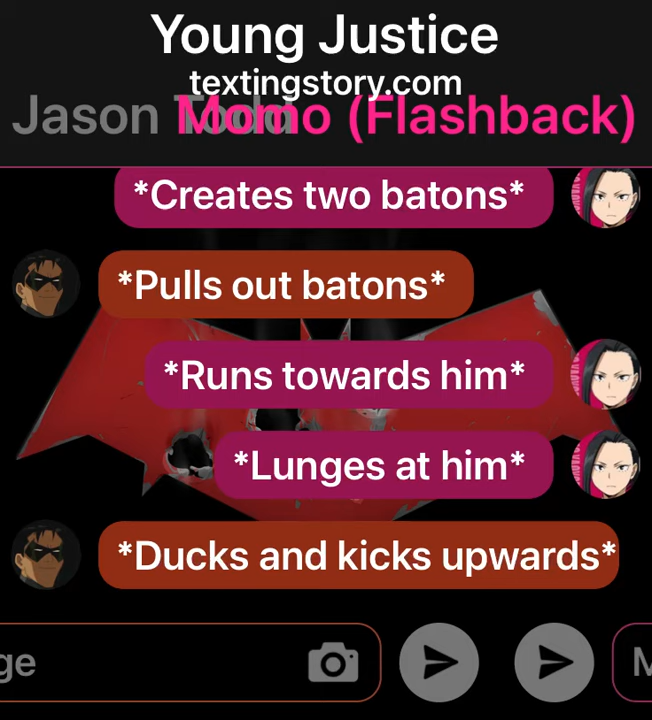 Young Justice
textingstory.com
Jason Todd Momo (Flashback)
*Creates two batons*
*Pulls out batons*
*Runs towards him*
*Lunges at him*
*Ducks and kicks upwards*
ge
M